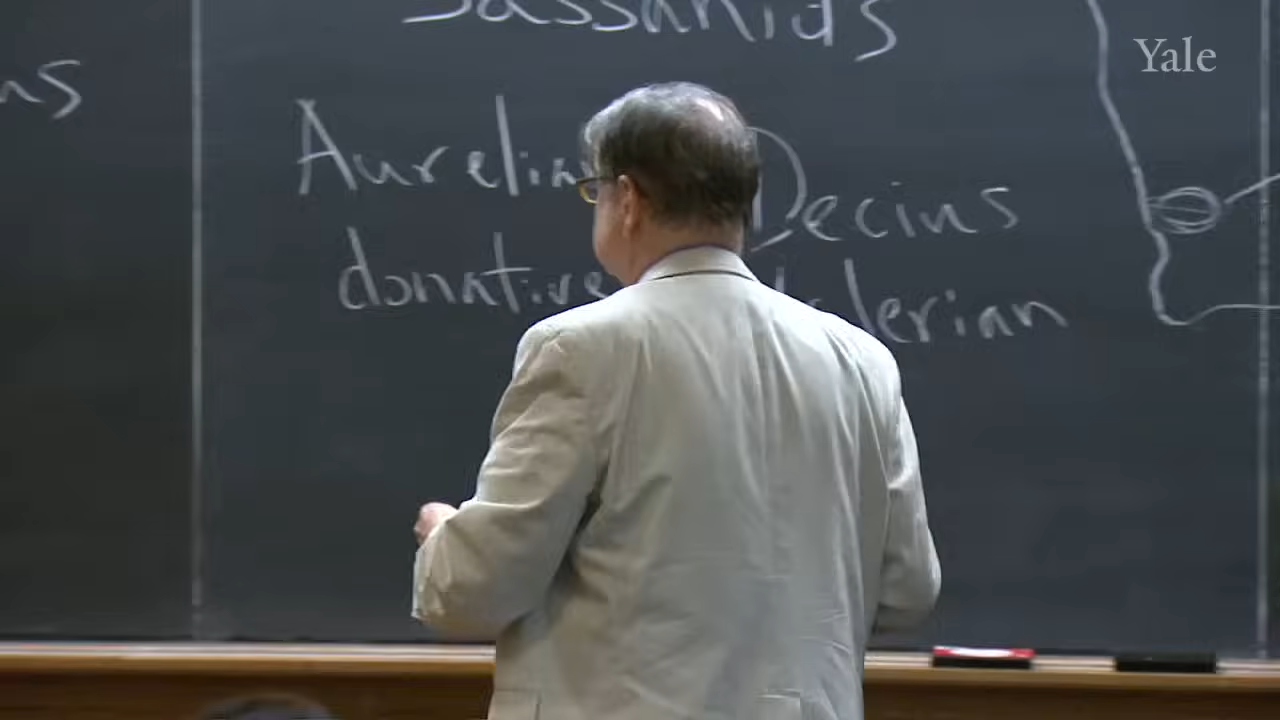 Sassanids
Yale
ns
Aurelian Decius
donative Valerian